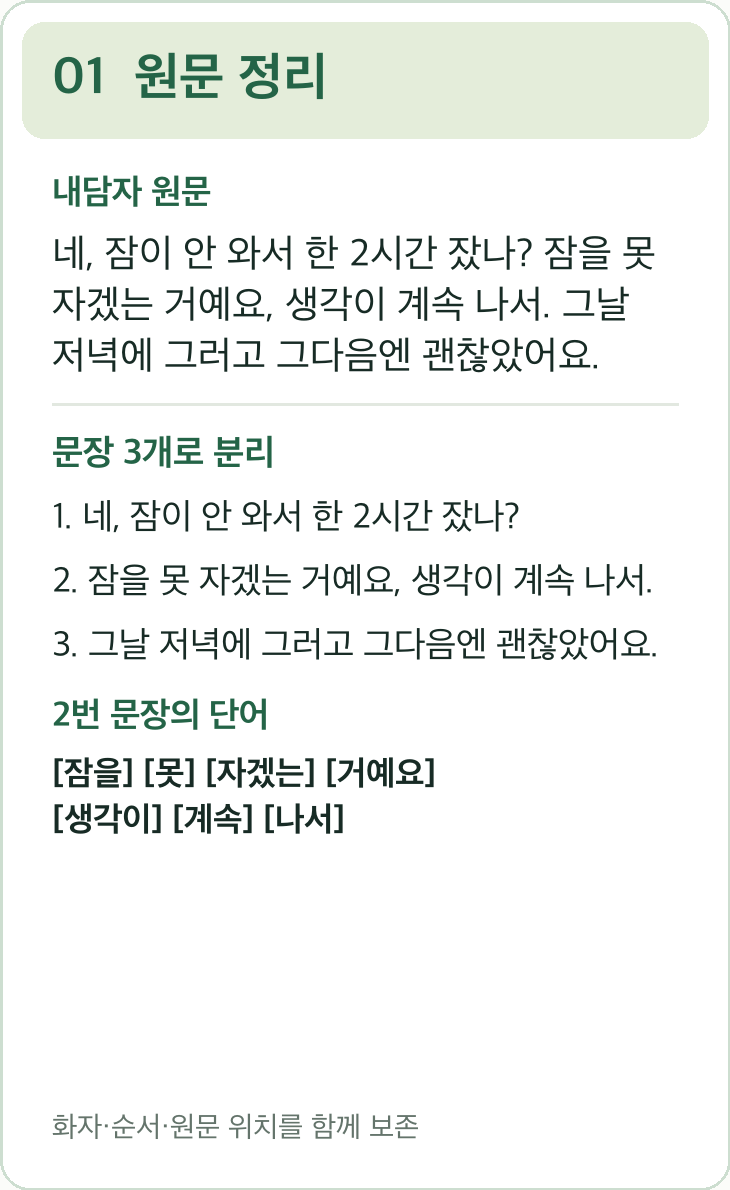 01 원문 정리
내담자 원문
네, 잠이 안 와서 한 2시간 잤나? 잠을 못
자겠는 거예요, 생각이 계속 나서. 그날
저녁에 그러고 그다음엔 괜찮았어요.
문장 3개로 분리
1. 네, 잠이 안 와서 한 2시간 잤나?
2. 잠을 못 자겠는 거예요, 생각이 계속 나서.
3. 그날 저녁에 그러고 그다음엔 괜찮았어요.
2번 문장의 단어
[잠을] [못] [자겠는] [거예요]
[생각이] [계속] [나서]
화자·순서·원문 위치를 함께 보존